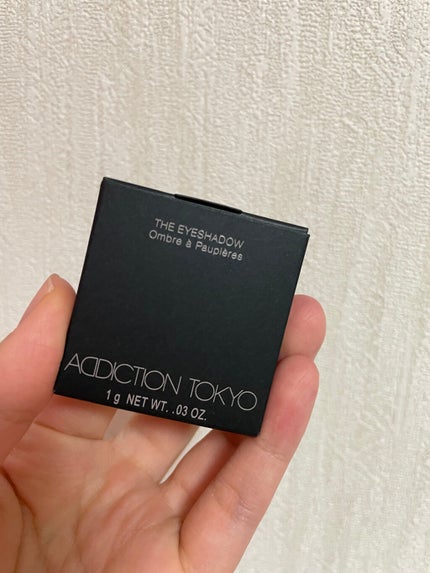 THE EYESHADOW
Ombre à Paupières
ADDICTION TOKYO
1 g NET WT. .03 OZ.